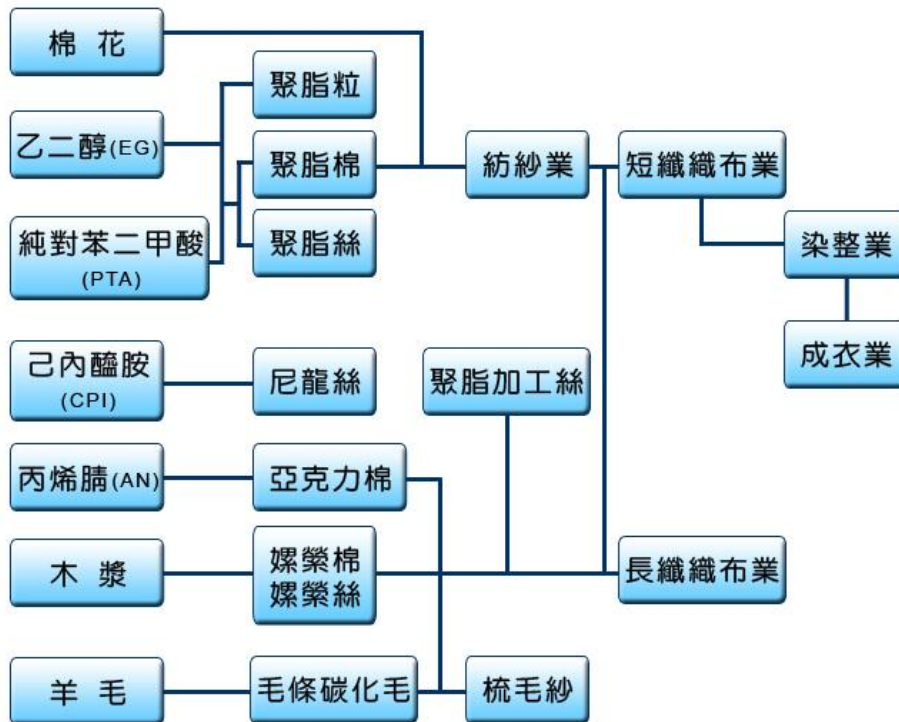 棉 花
聚脂粒
乙二醇(EG)
聚脂棉
紡紗業
短纖織布業
純對苯二甲酸
(PTA)
聚脂絲
染整業
己內醯胺
(CPI)
尼龍絲
聚脂加工絲
成衣業
丙烯腈(AN)
亞克力棉
木 漿
嫘縈棉
嫘縈絲
長纖織布業
羊 毛
毛條碳化毛
梳毛紗